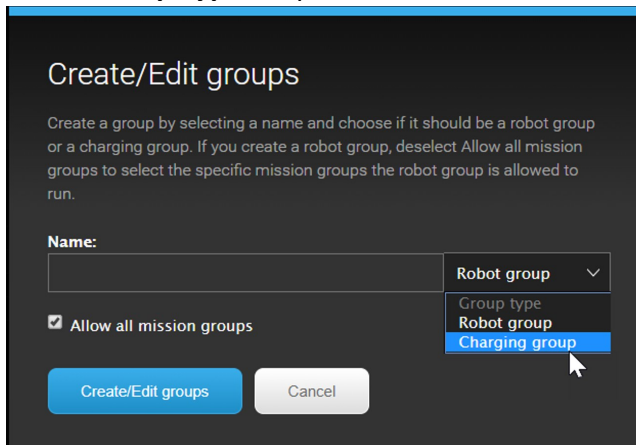 Create/Edit groups
Create a group by selecting a name and choose if it should be a robot group
or a charging group. If you create a robot group, deselect Allow all mission
groups to select the specific mission groups the robot group is allowed to
run.
Name:
Robot group
Group type
Robot group
Charging group
Allow all mission groups
Create/Edit groups
Cancel